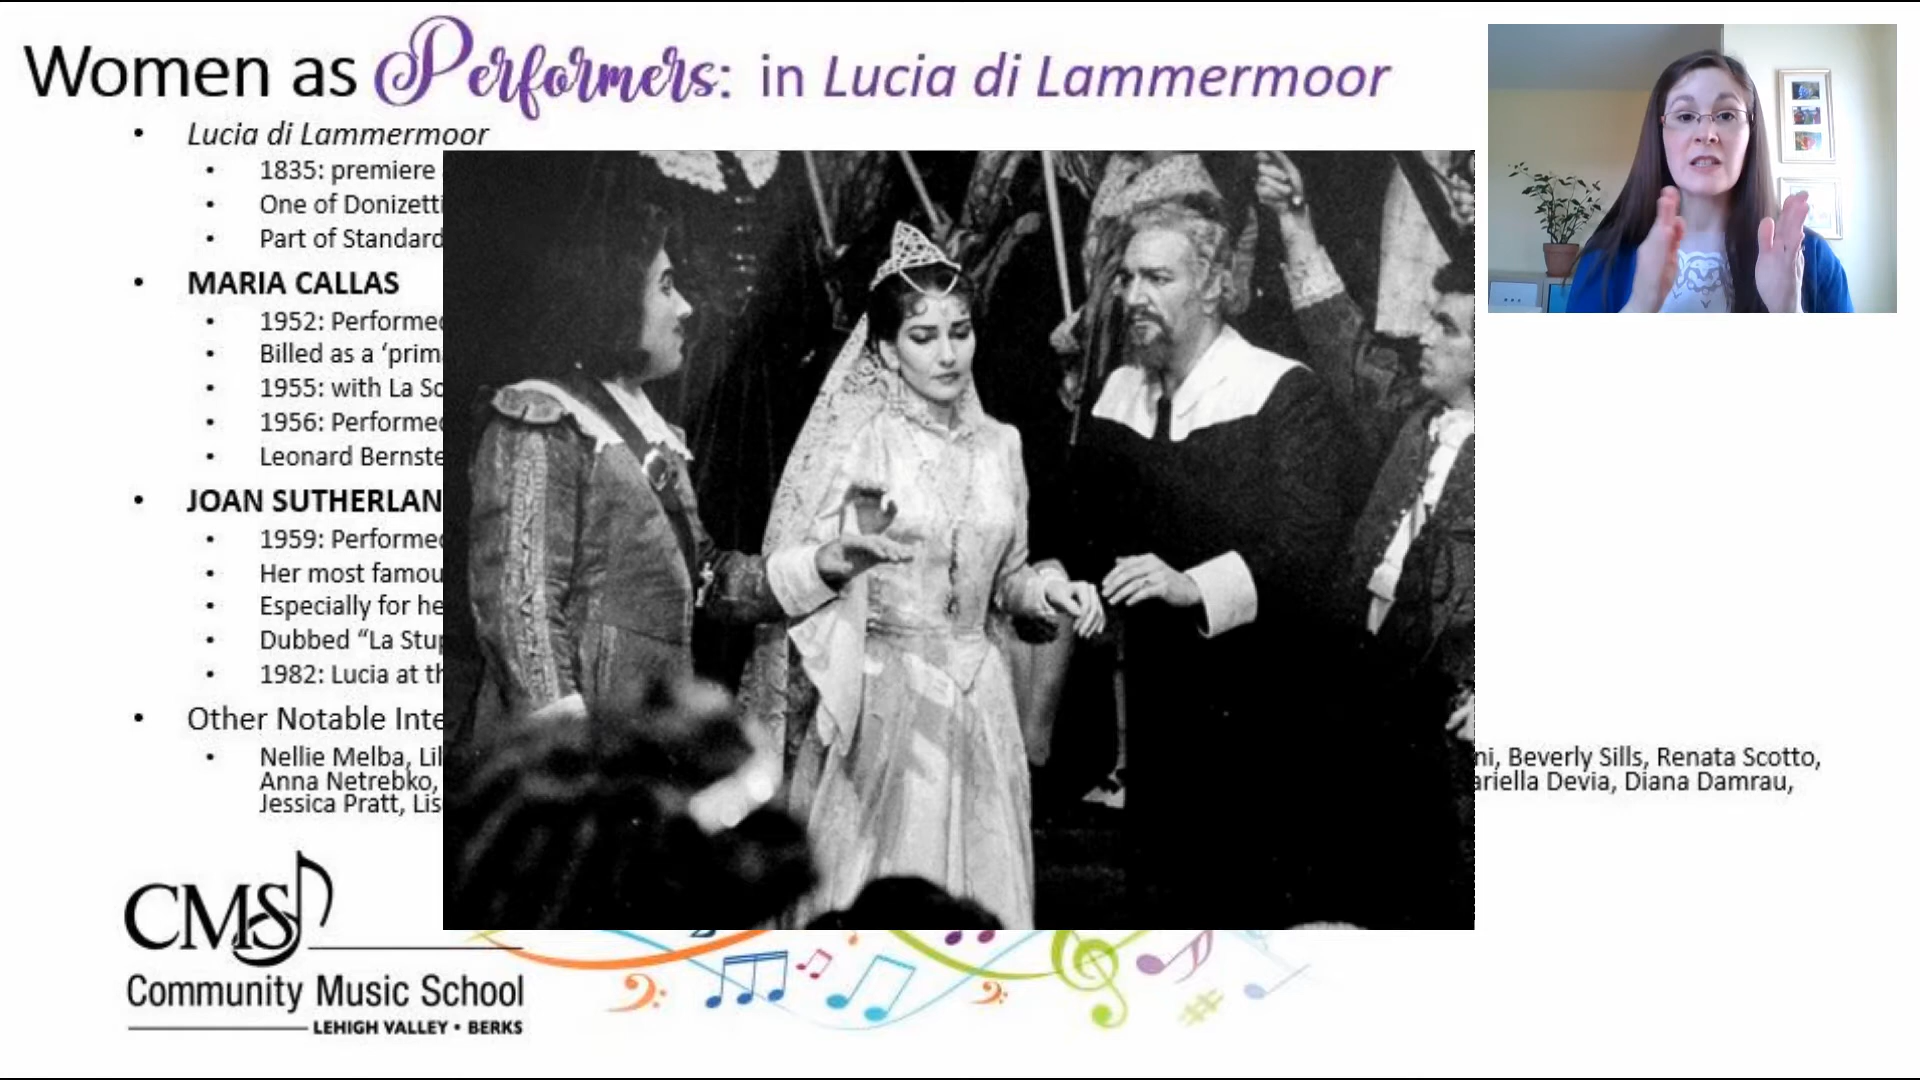 Women as Performers: in Lucia di Lammermoor
• Lucia di Lammermoor
• 1835: premiere
• One of Donizetti
• Part of Standard
• MARIA CALLAS
• 1952: Performed
• Billed as a ‘prim
• 1955: with La Sc
• 1956: Performed
• Leonard Bernste
• JOAN SUTHERLAN
• 1959: Performed
• Her most famou
• Especially for he
• Dubbed “La Stup
• 1982: Lucia at th
• Other Notable Inte
• Nellie Melba, Lil ni, Beverly Sills, Renata Scotto,
Anna Netrebko, ariella Devia, Diana Damrau,
Jessica Pratt, Lis
CMS
Community Music School
LEHIGH VALLEY • BERKS